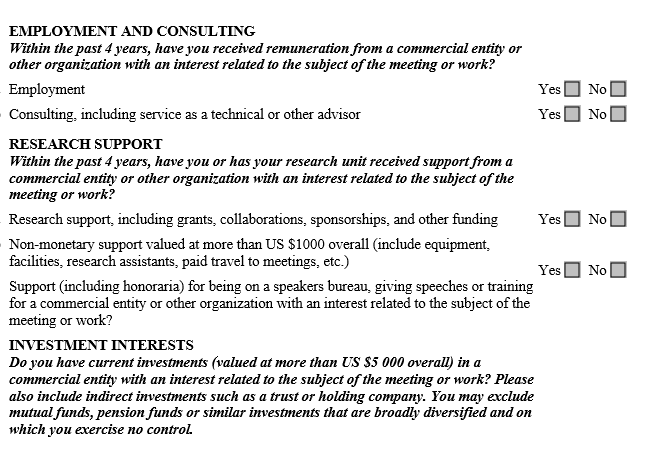 EMPLOYMENT AND CONSULTING
Within the past 4 years, have you received remuneration from a commercial entity or
other organization with an interest related to the subject of the meeting or work?
Employment Yes No
Consulting, including service as a technical or other advisor Yes No
RESEARCH SUPPORT
Within the past 4 years, have you or has your research unit received support from a
commercial entity or other organization with an interest related to the subject of the
meeting or work?
Research support, including grants, collaborations, sponsorships, and other funding Yes No
Non-monetary support valued at more than US $1000 overall (include equipment,
facilities, research assistants, paid travel to meetings, etc.)
Yes No
Support (including honoraria) for being on a speakers bureau, giving speeches or training
for a commercial entity or other organization with an interest related to the subject of the
meeting or work?
INVESTMENT INTERESTS
Do you have current investments (valued at more than US $5 000 overall) in a
commercial entity with an interest related to the subject of the meeting or work? Please
also include indirect investments such as a trust or holding company. You may exclude
mutual funds, pension funds or similar investments that are broadly diversified and on
which you exercise no control.